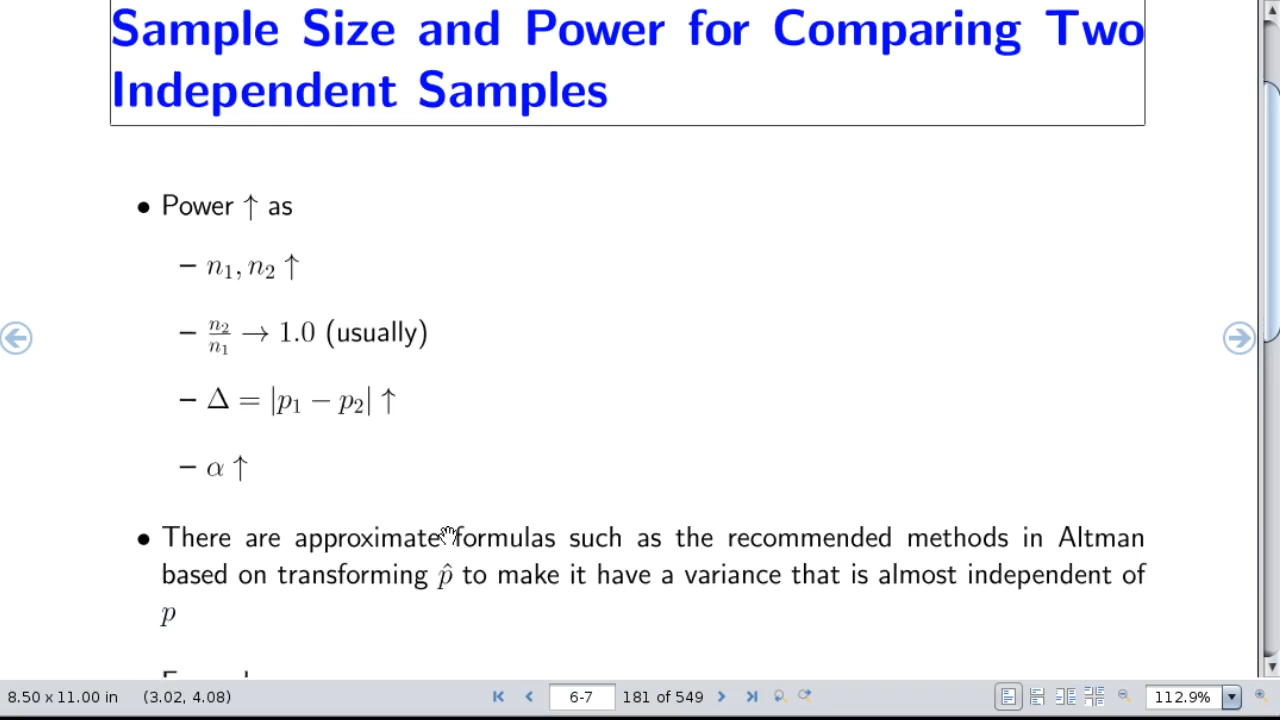 Sample Size and Power for Comparing Two
Independent Samples
• Power ↑ as
– n₁, n₂ ↑
– n₂/n₁ → 1.0 (usually)
– Δ = |p₁ − p₂| ↑
– α ↑
• There are approximate formulas such as the recommended methods in Altman
based on transforming p̂ to make it have a variance that is almost independent of
p
8.50 x 11.00 in (3.02, 4.08) 6-7 181 of 549 112.9%